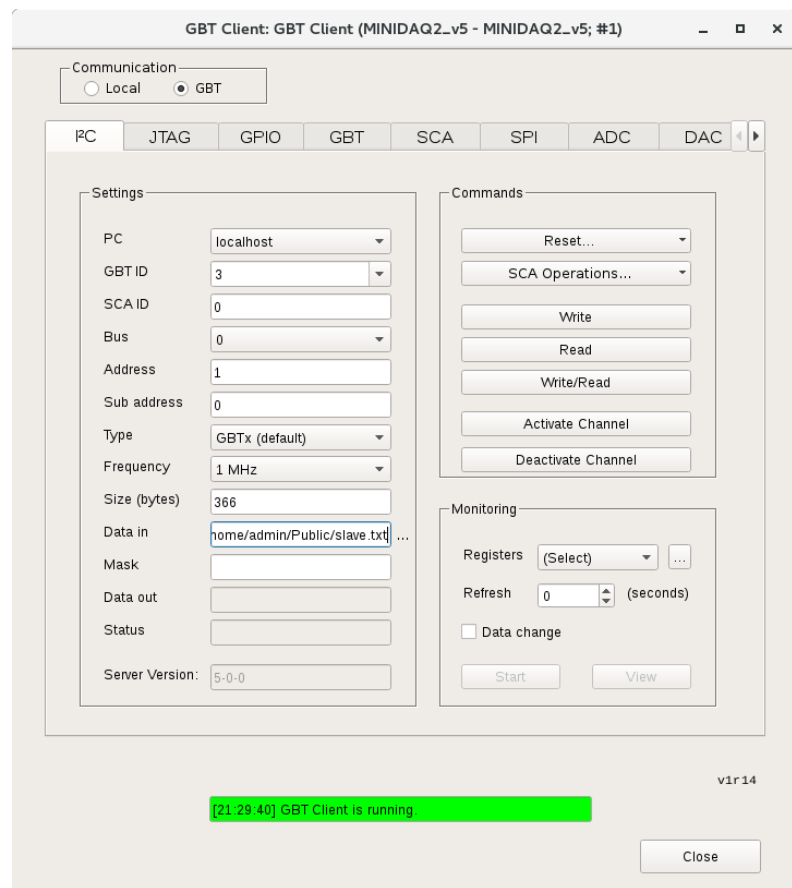 GBT Client: GBT Client (MINIDAQ2_v5 - MINIDAQ2_v5; #1)
Communication
Local GBT
I²C JTAG GPIO GBT SCA SPI ADC DAC
Settings
PC localhost
GBT ID 3
SCA ID 0
Bus 0
Address 1
Sub address 0
Type GBTx (default)
Frequency 1 MHz
Size (bytes) 366
Data in home/admin/Public/slave.txt ...
Mask
Data out
Status
Server Version: 5-0-0
Commands
Reset...
SCA Operations...
Write
Read
Write/Read
Activate Channel
Deactivate Channel
Monitoring
Registers (Select) ...
Refresh 0 (seconds)
Data change
Start View
v1r14
[21:29:40] GBT Client is running.
Close